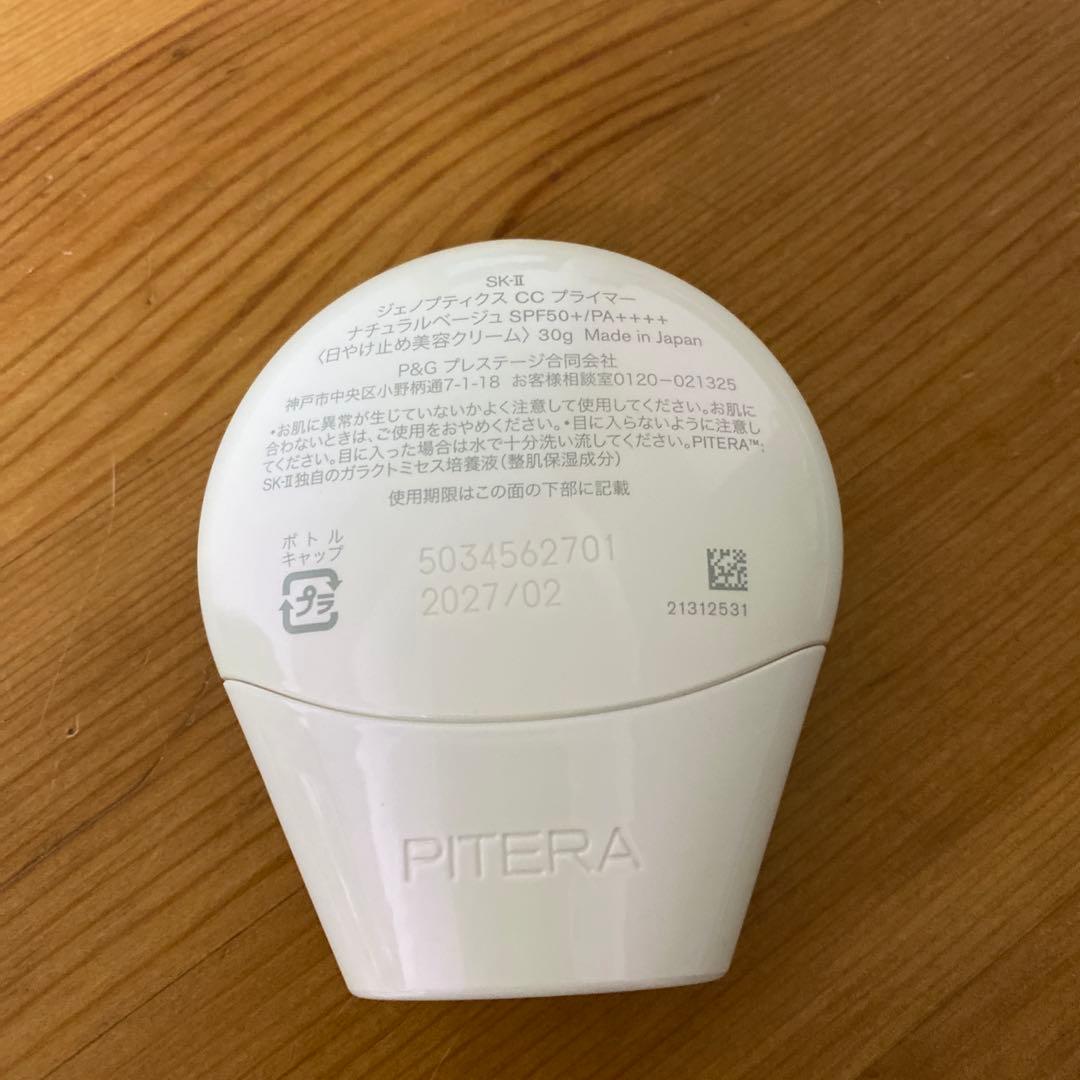 SK-II
ジェノプティクス CC プライマー
ナチュラルベージュ SPF50+/PA++++
〈日やけ止め美容クリーム〉30g Made in Japan
P&G プレステージ合同会社
神戸市中央区小野柄通7-1-18 お客様相談室0120-021325
•お肌に異常が生じていないかよく注意して使用してください。お肌に
合わないときは、ご使用をおやめください。•目に入らないように注意し
てください。目に入った場合は水で十分洗い流してください。PITERA™:
SK-II独自のガラクトミセス培養液(整肌保湿成分)
使用期限はこの面の下部に記載
ボトル
キャップ
プラ
5034562701
2027/02
21312531
PITERA